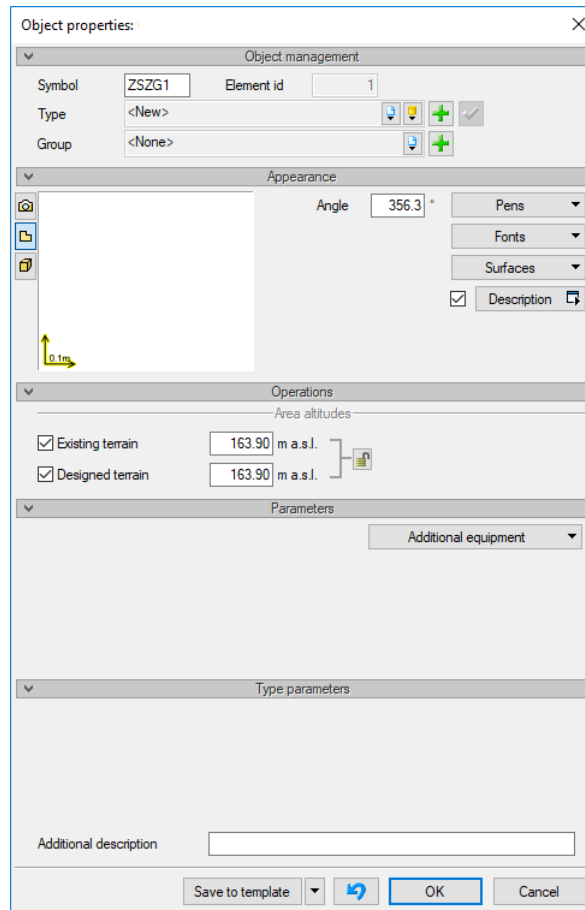 Object properties:
Object management
Symbol ZSZG1 Element id 1
Type <New>
Group <None>
Appearance
Angle 356.3 ° Pens
Fonts
Surfaces
Description
0.1m
Operations
Area altitudes
Existing terrain 163.90 m a.s.l.
Designed terrain 163.90 m a.s.l.
Parameters
Additional equipment
Type parameters
Additional description
Save to template OK Cancel